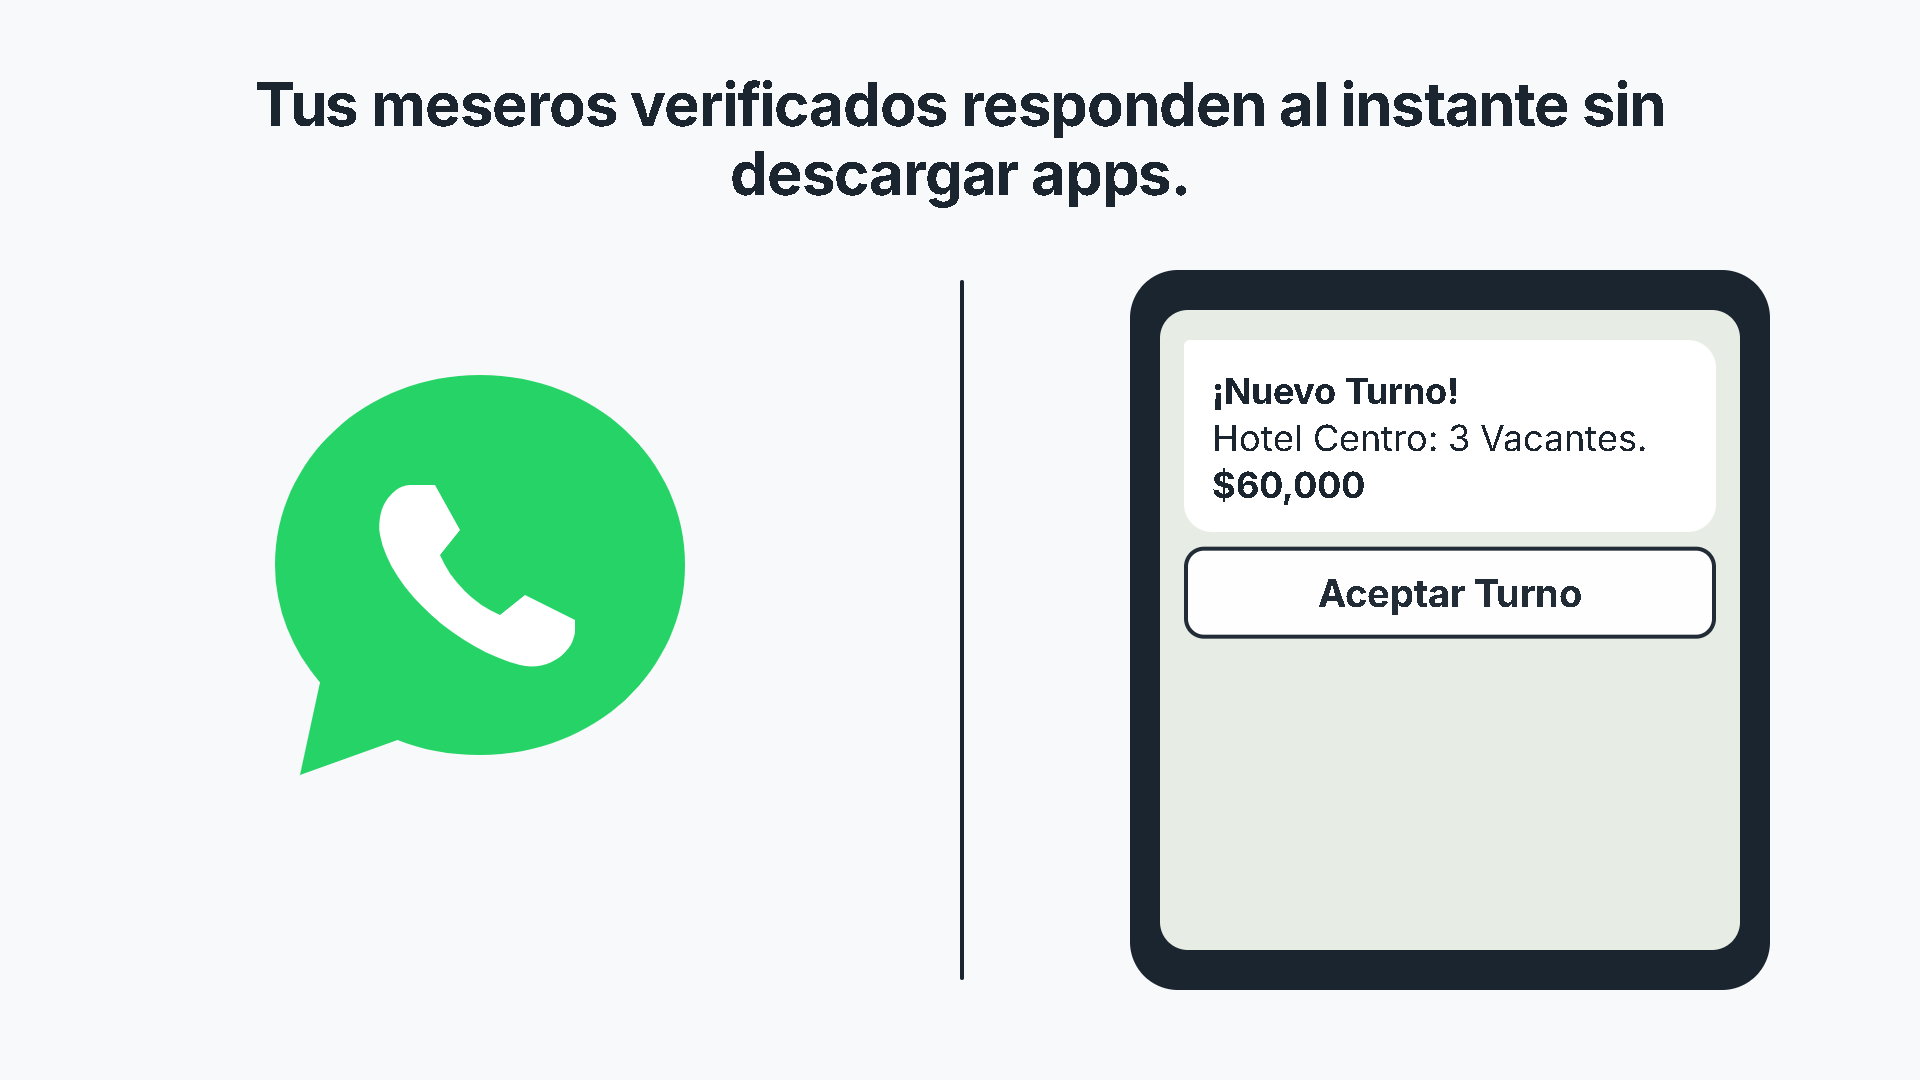 Tus meseros verificados responden al instante sin
descargar apps.
¡Nuevo Turno!
Hotel Centro: 3 Vacantes.
$60,000
Aceptar Turno